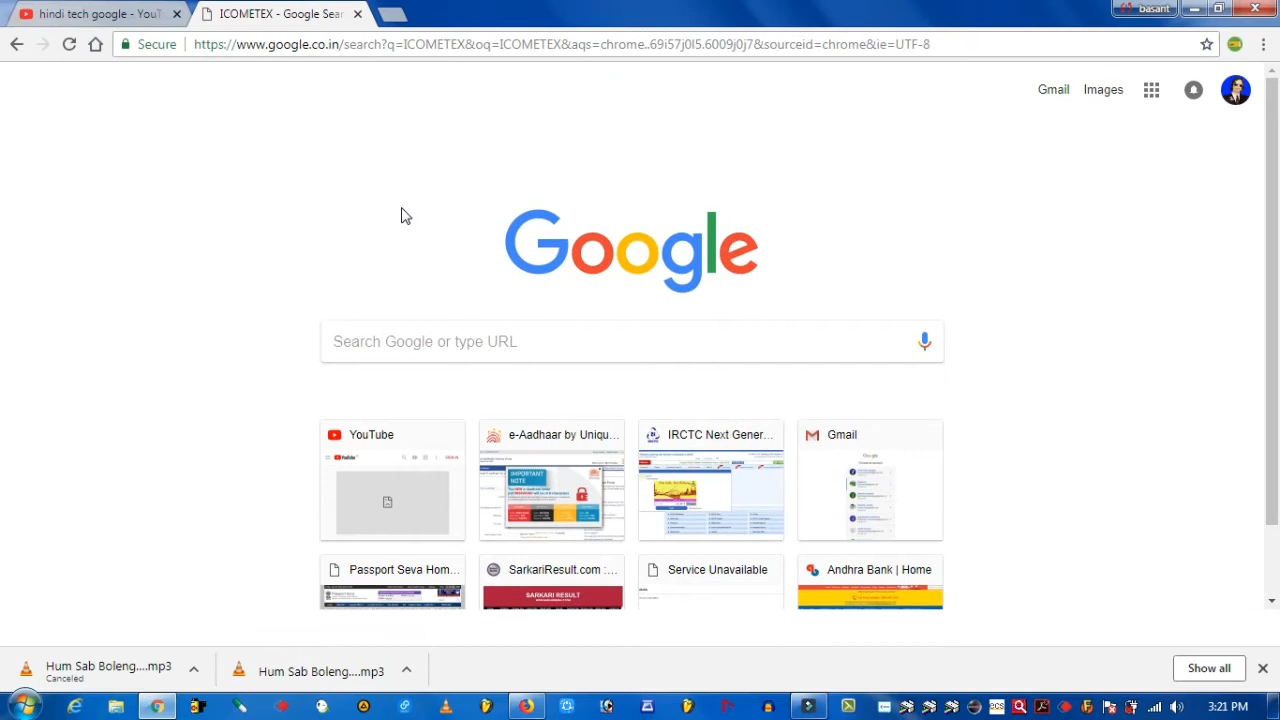 hindi tech google - YouT
ICOMETEX - Google Sear
basant
Secure
https://www.google.co.in/search?q=ICOMETEX&oq=ICOMETEX&aqs=chrome..69i57j0l5.6009j0j7&sourceid=chrome&ie=UTF-8
Gmail
Images
Google
Search Google or type URL
YouTube
e-Aadhaar by Uniqu...
IRCTC Next Gener...
Gmail
IMPORTANT
NOTE
Passport Seva Hom...
SarkariResult.com :...
Service Unavailable
Andhra Bank | Home
SARKARI RESULT
Hum Sab Boleng....mp3
Canceled
Hum Sab Boleng....mp3
Show all
3:21 PM